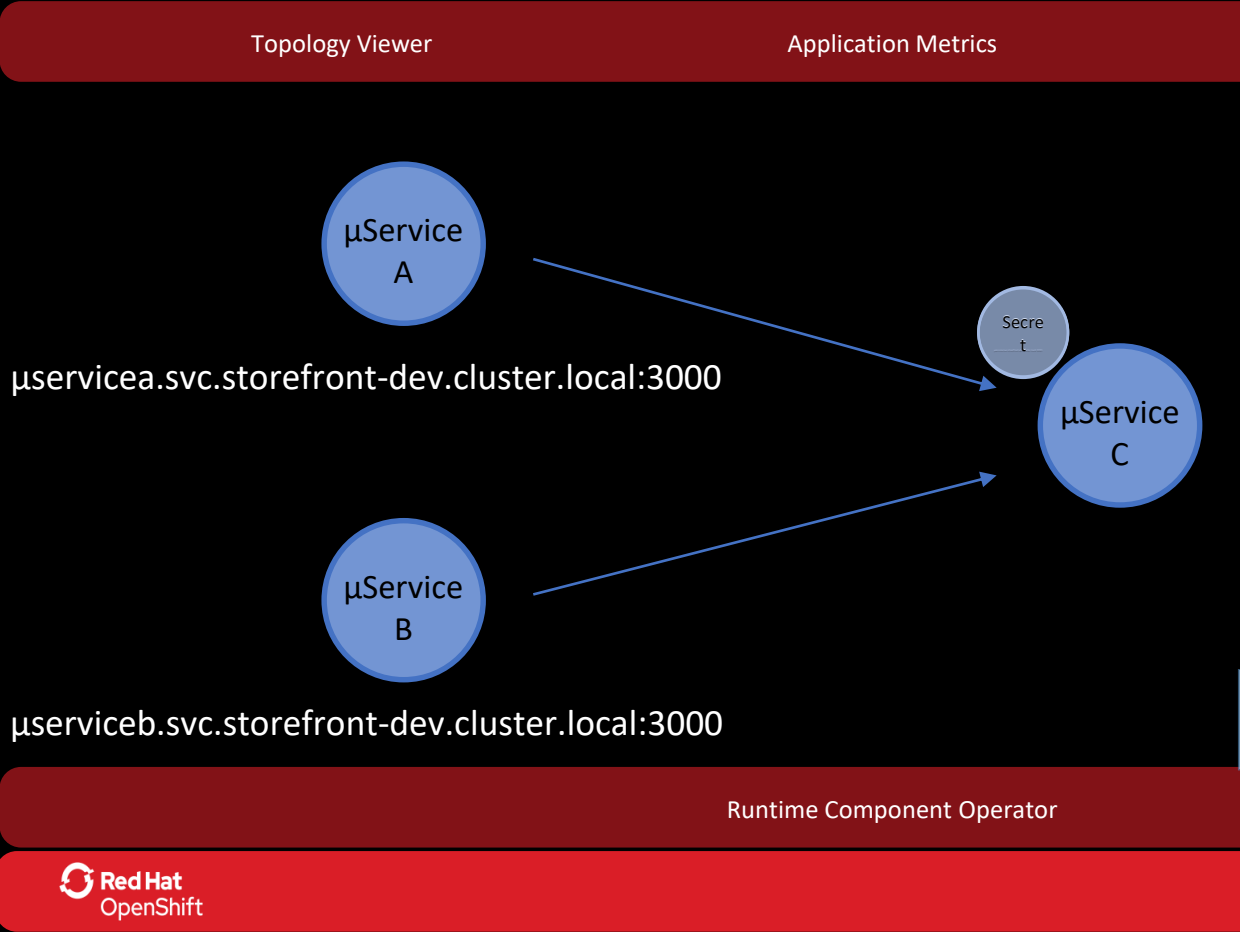 Topology Viewer
Application Metrics
µService
A
Secre
t
µservicea.svc.storefront-dev.cluster.local:3000
µService
C
µService
B
µserviceb.svc.storefront-dev.cluster.local:3000
Runtime Component Operator
Red Hat
OpenShift